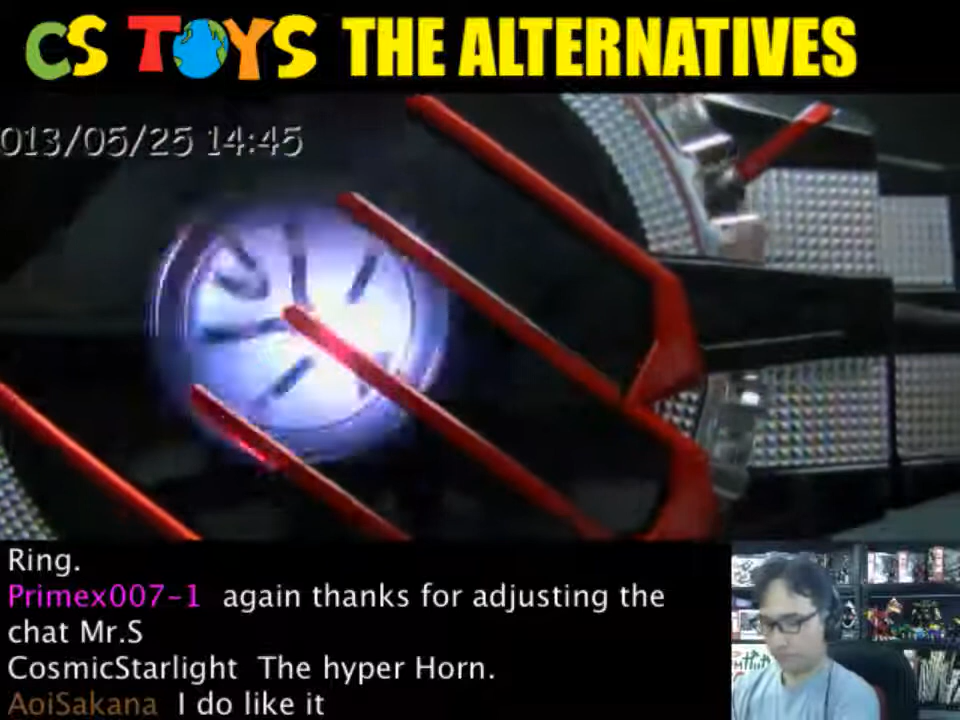 CS TOYS THE ALTERNATIVES
013/05/25 14:45
Ring.
Primex007-1 again thanks for adjusting the
chat Mr.S
CosmicStarlight The hyper Horn.
AoiSakana I do like it